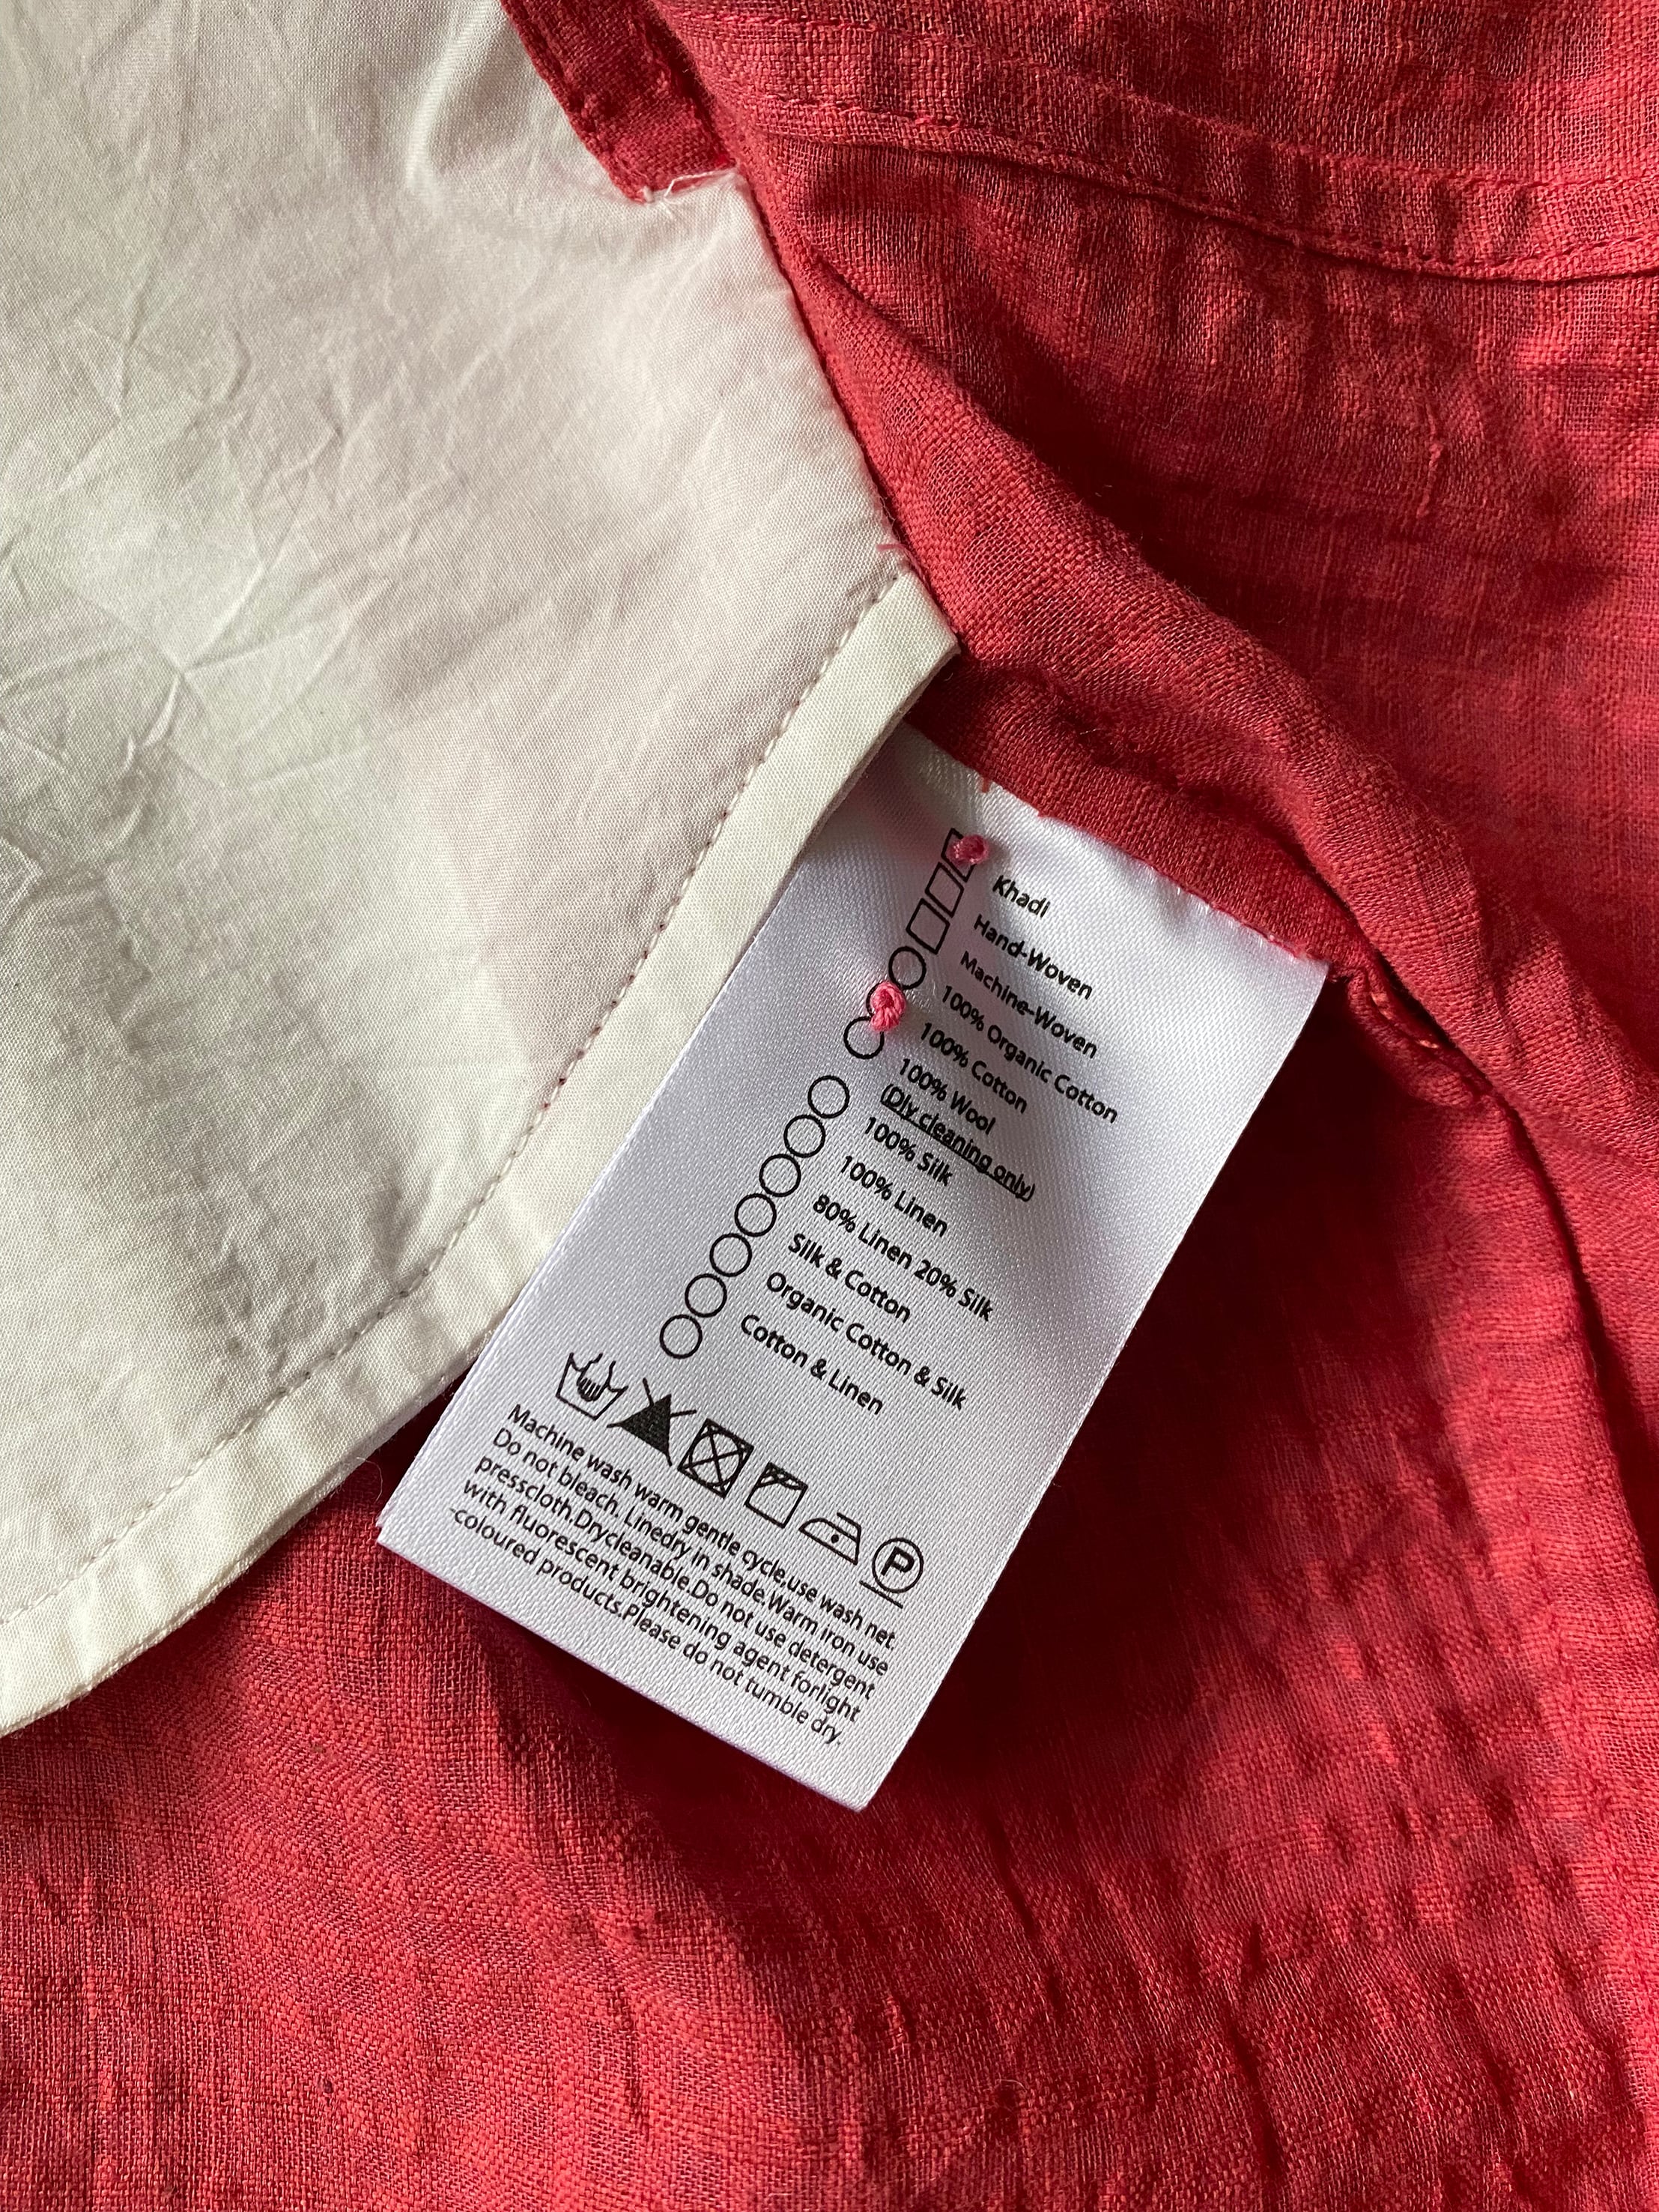 Khadi
Hand-Woven
Machine-Woven
100% Organic Cotton
100% Cotton
100% Wool
(Dly cleaning only)
100% Silk
100% Linen
80% Linen 20% Silk
Silk & Cotton
Organic Cotton & Silk
Cotton & Linen
P
Machine wash warm gentle cycle,use wash net.
Do not bleach. Linedry in shade.Warm iron use
presscloth.Drycleanable.Do not use detergent
with fluorescent brightening agent forlight
-coloured products.Please do not tumble dry.